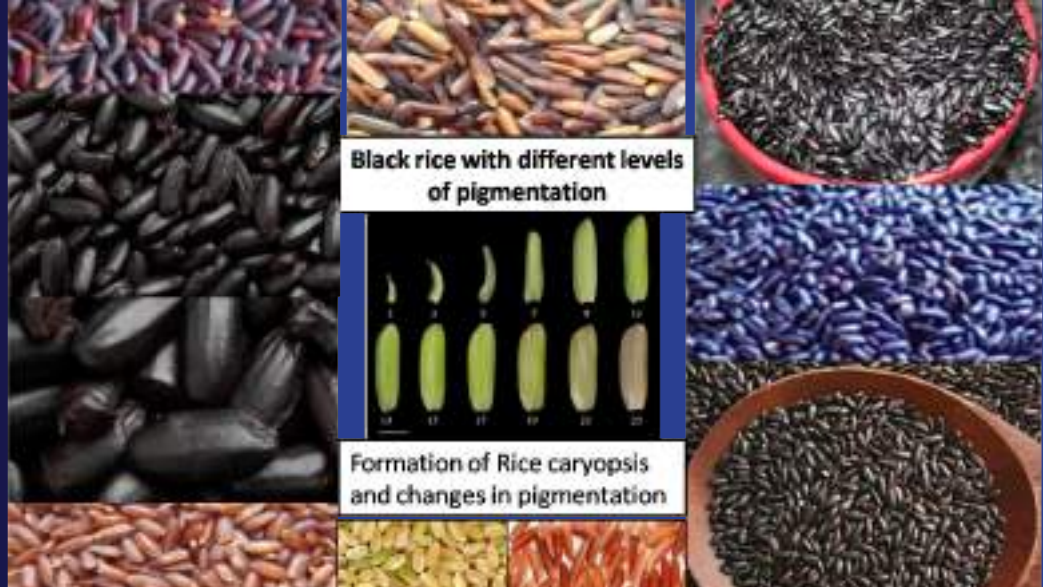 Black rice with different levels
of pigmentation
Formation of Rice caryopsis
and changes in pigmentation